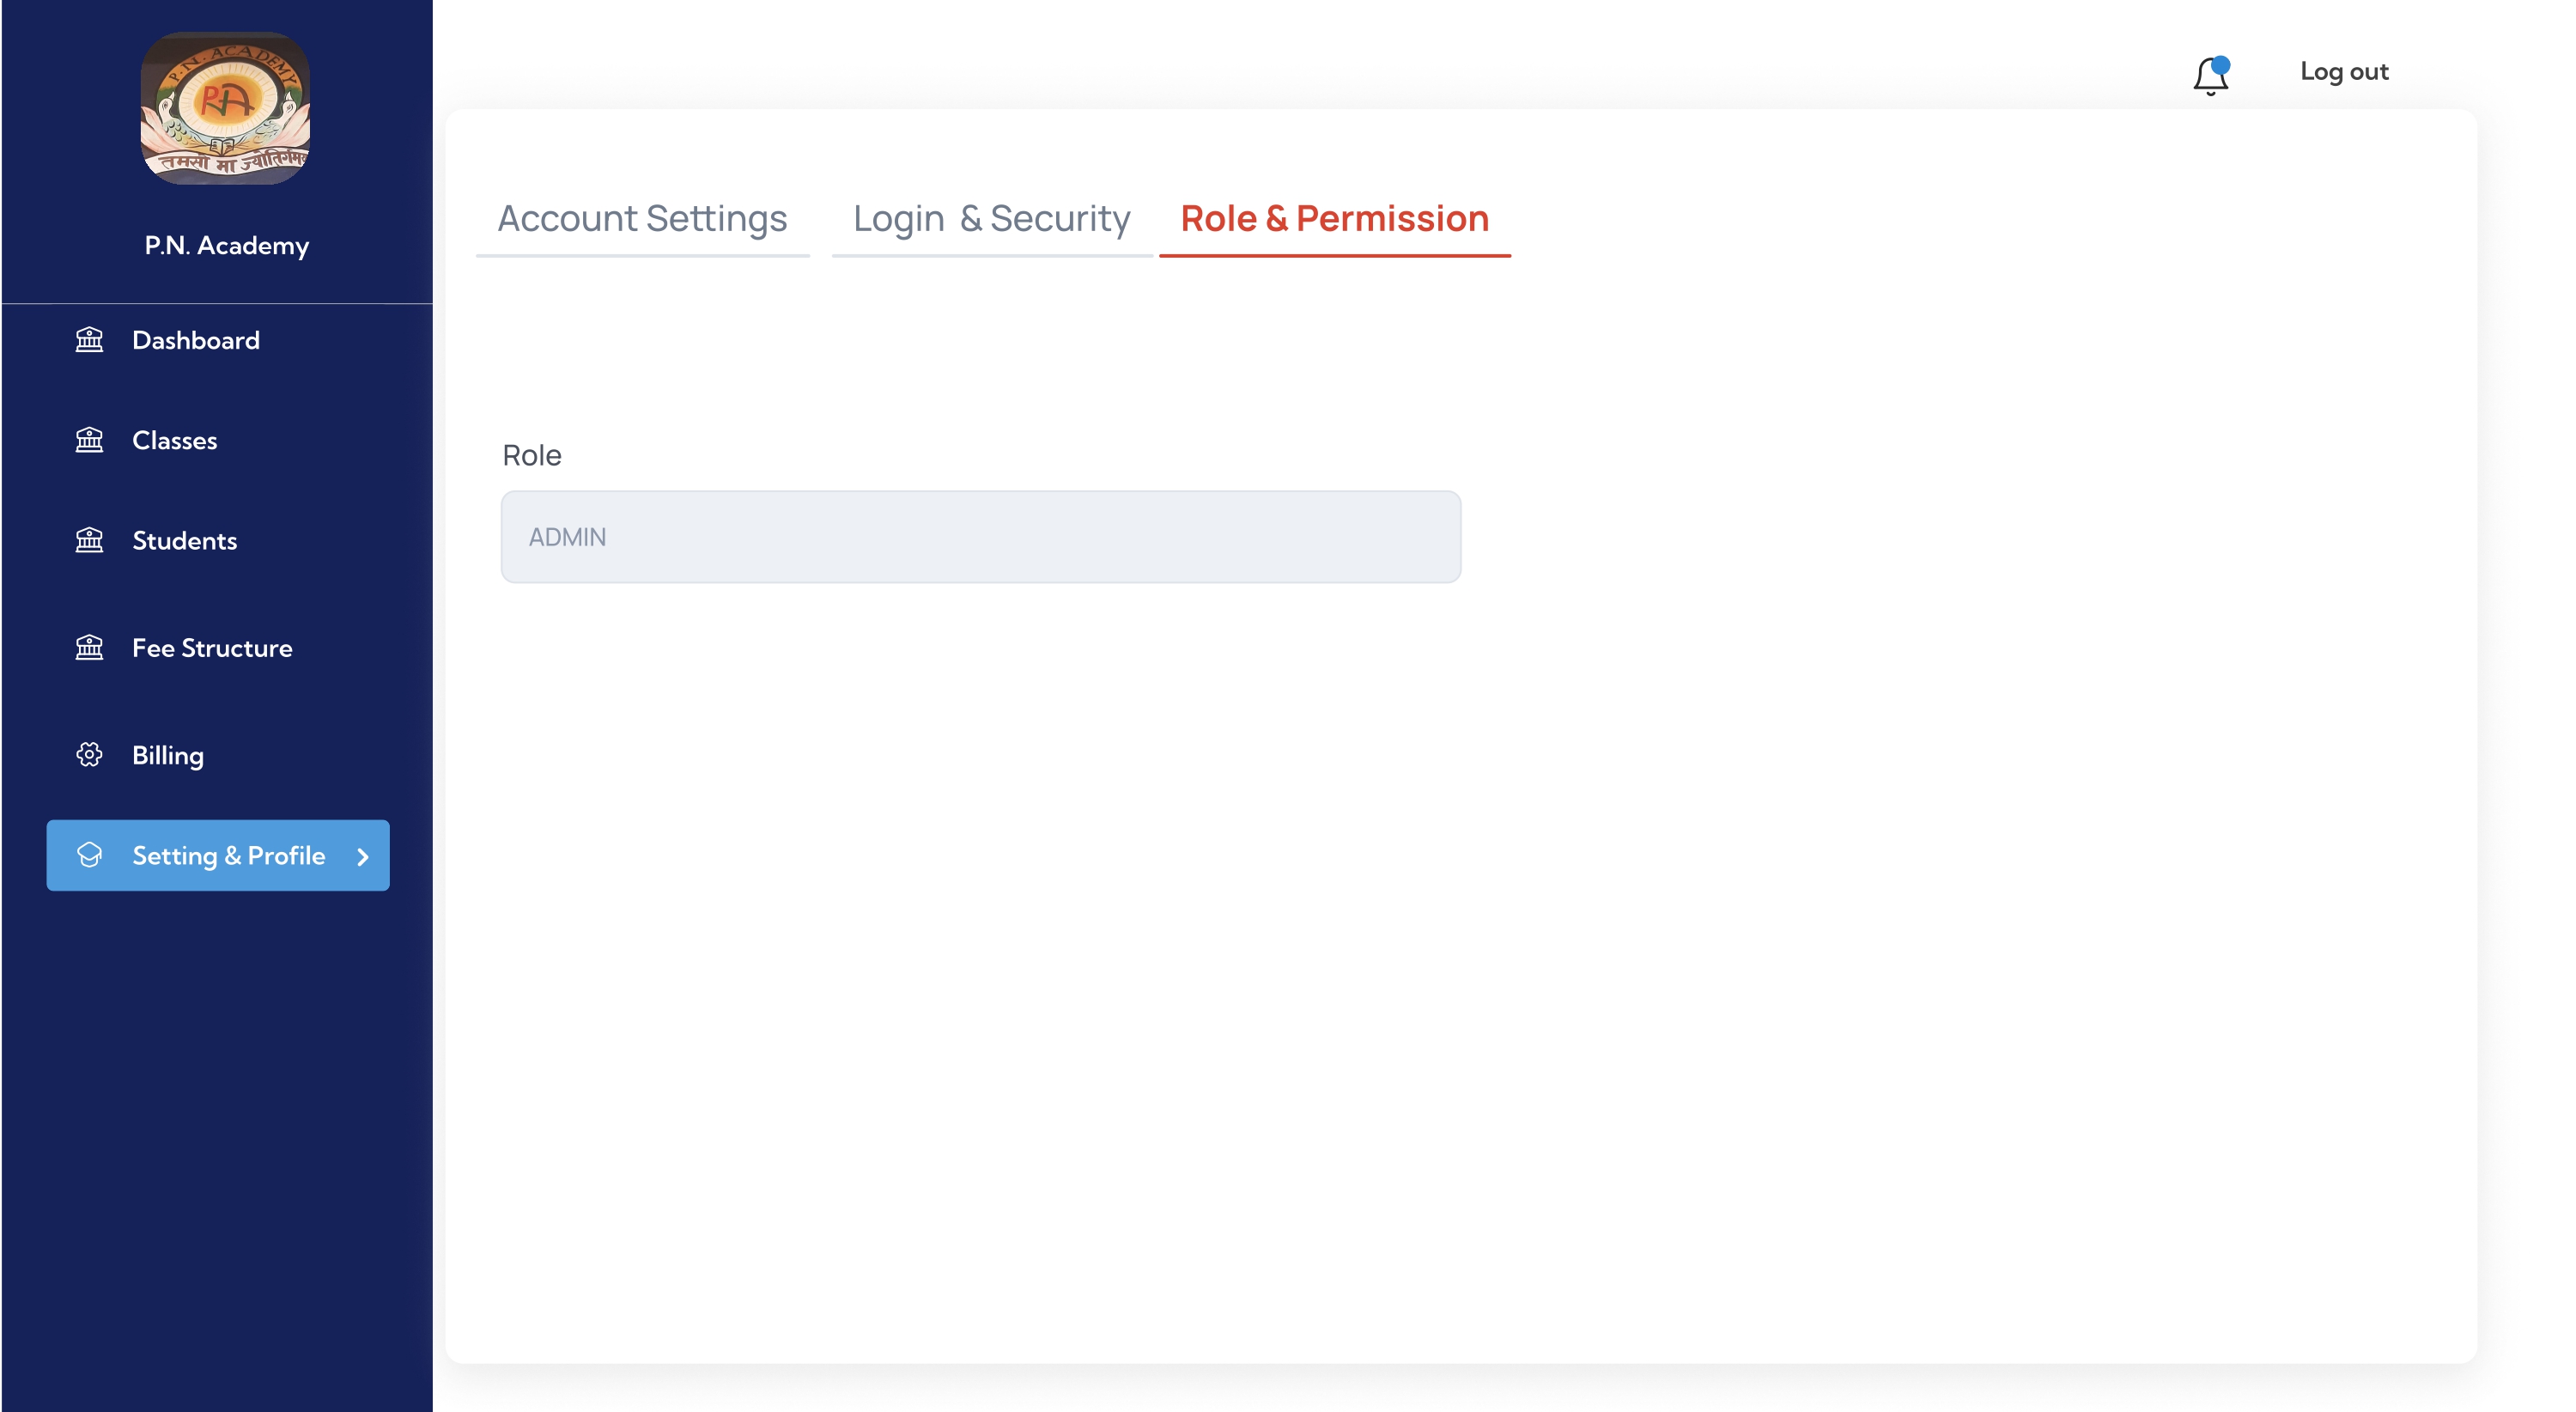 P.N. ACADEMY
PNA
तमसो मा ज्योतिर्गमय
P.N. Academy
Dashboard
Classes
Students
Fee Structure
Billing
Setting & Profile
Log out
Account Settings
Login & Security
Role & Permission
Role
ADMIN